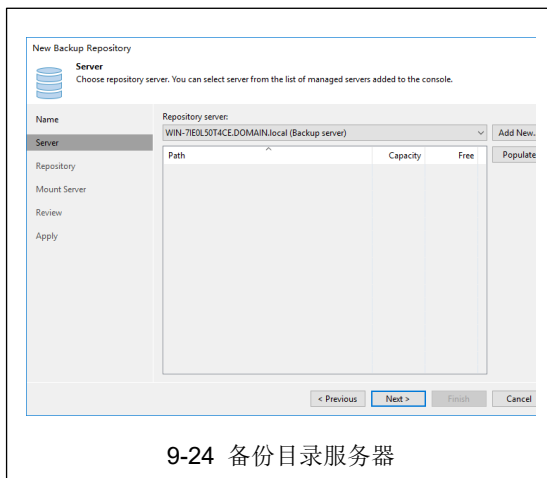 New Backup Repository
Server
Choose repository server. You can select server from the list of managed servers added to the console.
Name
Server
Repository
Mount Server
Review
Apply
Repository server:
WIN-7IE0L50T4CE.DOMAIN.local (Backup server)
Add New.
Path
Capacity
Free
Populate
< Previous
Next >
Finish
Cancel
9-24 备份目录服务器